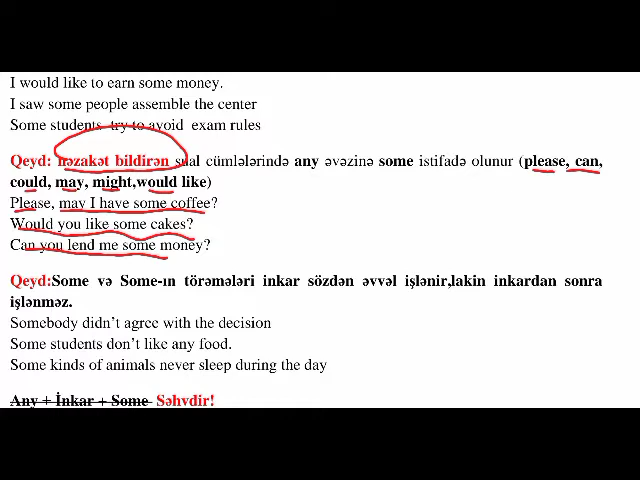 I would like to earn some money.
I saw some people assemble the center
Some students try to avoid exam rules
Qeyd: nəzakət bildirən sual cümlələrində any əvəzinə some istifadə olunur (please, can,
could, may, might,would like)
Please, may I have some coffee?
Would you like some cakes?
Can you lend me some money?
Qeyd:Some və Some-ın törəmələri inkar sözdən əvvəl işlənir,lakin inkardan sonra
işlənməz.
Somebody didn’t agree with the decision
Some students don’t like any food.
Some kinds of animals never sleep during the day
Any + İnkar + Some Səhvdir!